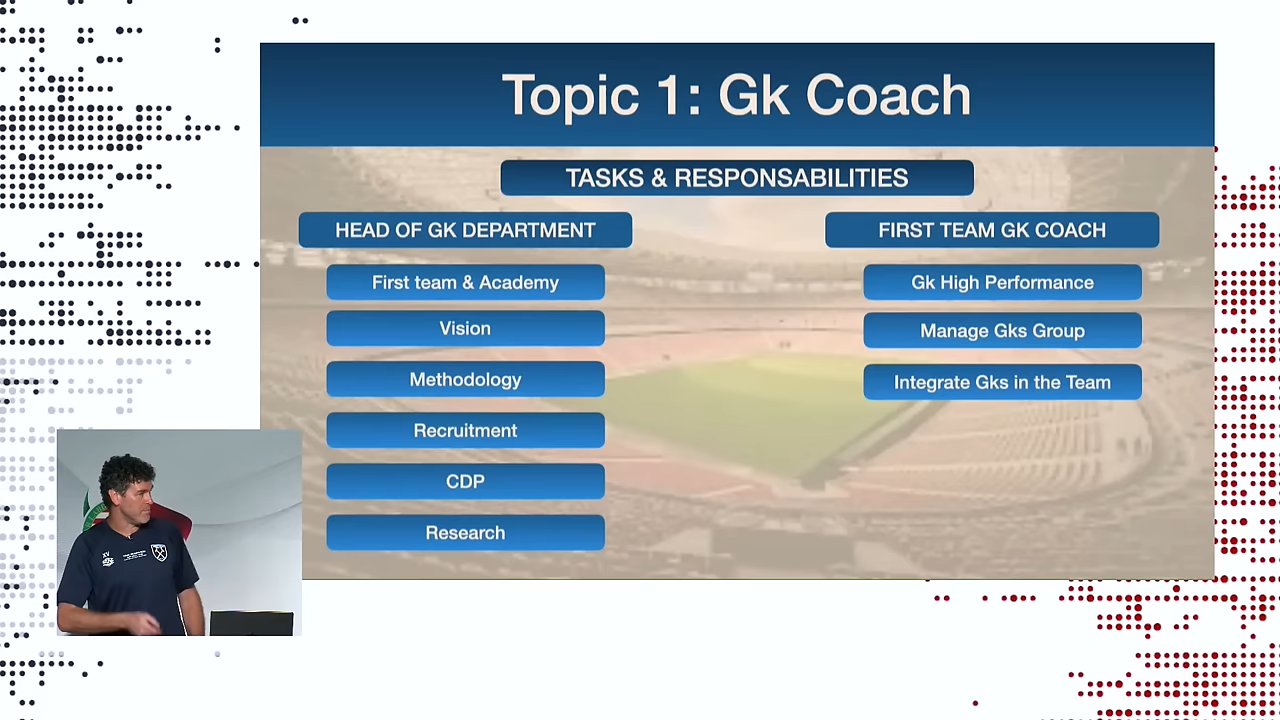 Topic 1: Gk Coach
TASKS & RESPONSABILITIES
HEAD OF GK DEPARTMENT
First team & Academy
Vision
Methodology
Recruitment
CDP
Research
FIRST TEAM GK COACH
Gk High Performance
Manage Gks Group
Integrate Gks in the Team
XV